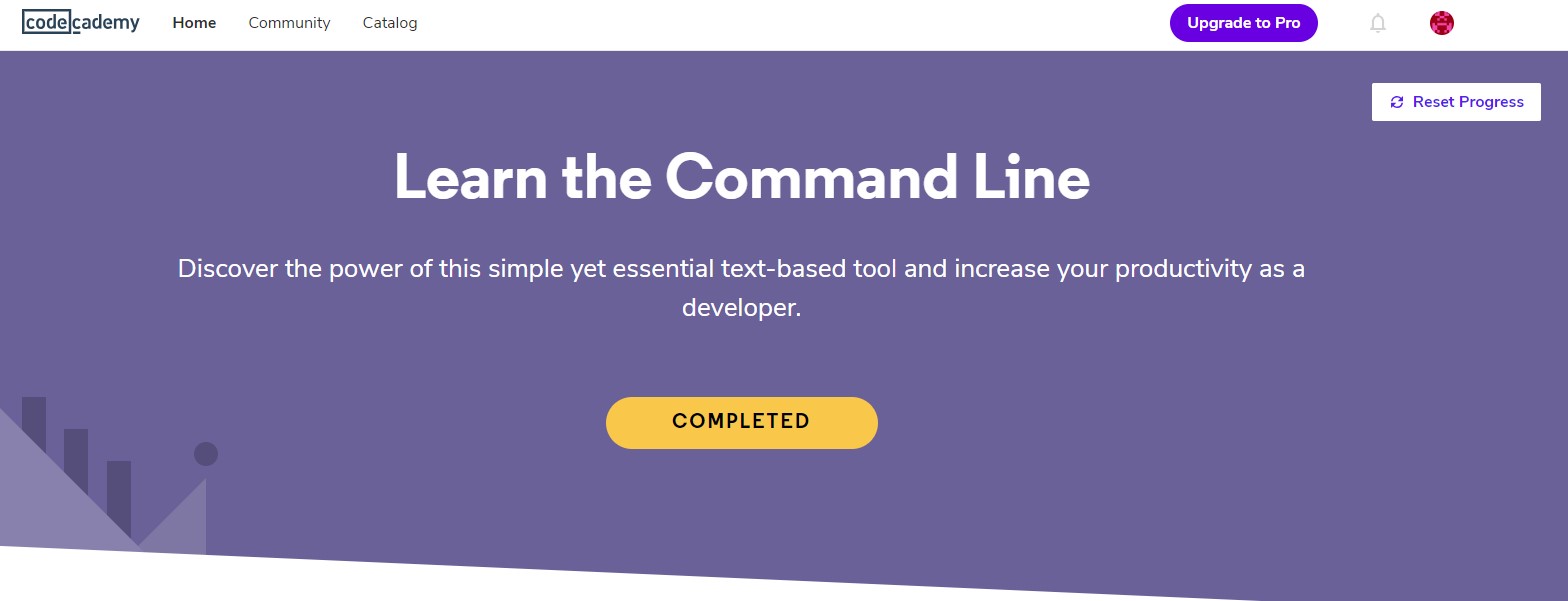 codecademy Home Community Catalog Upgrade to Pro
Reset Progress
Learn the Command Line
Discover the power of this simple yet essential text-based tool and increase your productivity as a
developer.
COMPLETED